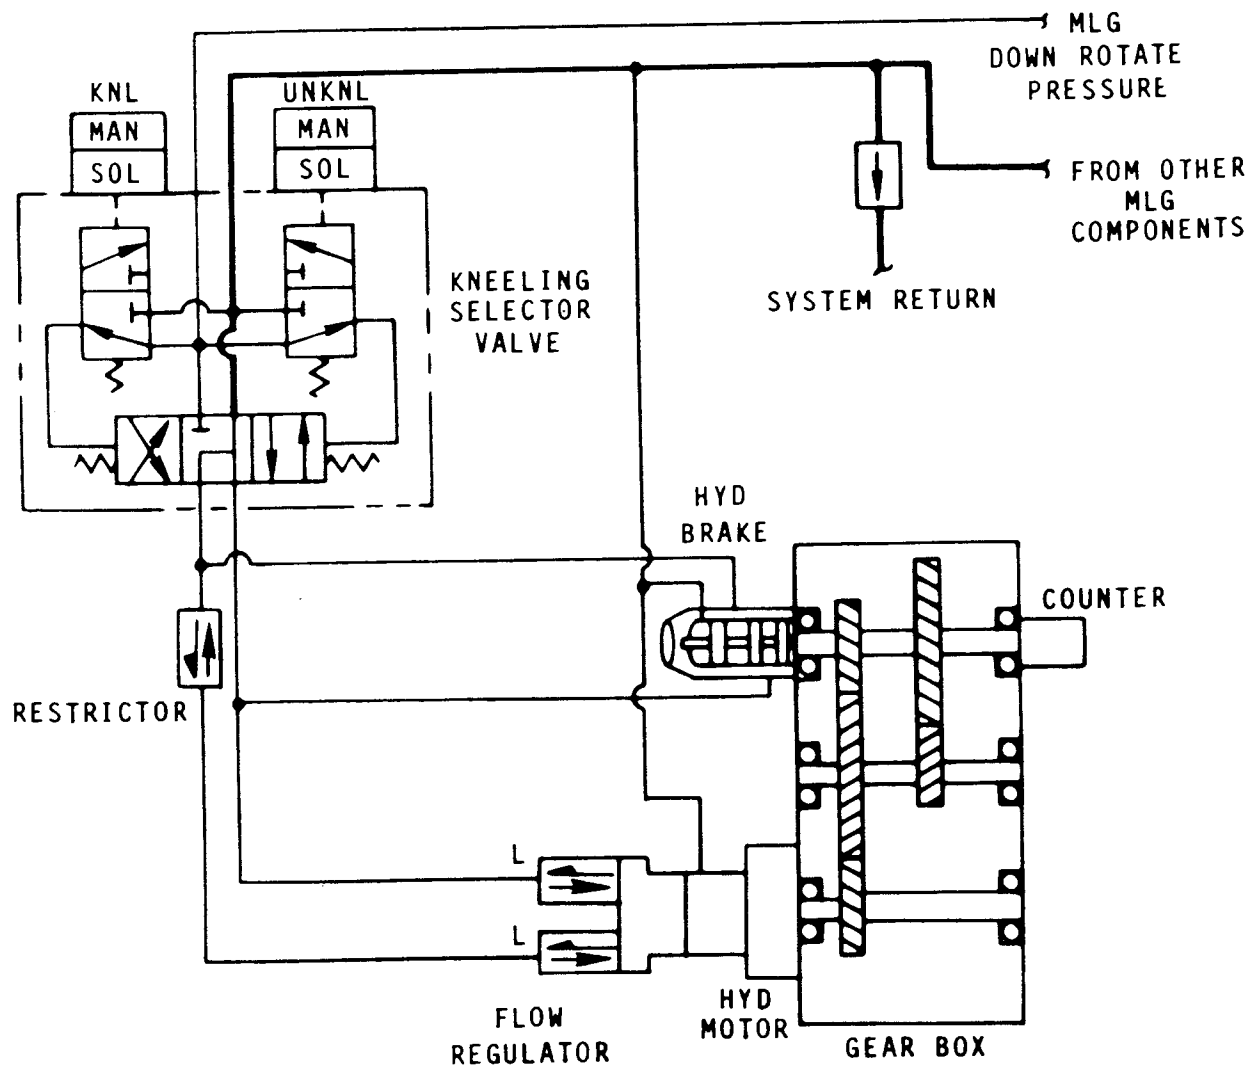 MLG
DOWN ROTATE
PRESSURE
KNL
MAN
SOL
UNKNL
MAN
SOL
FROM OTHER
MLG
COMPONENTS
SYSTEM RETURN
KNEELING
SELECTOR
VALVE
HYD
BRAKE
COUNTER
RESTRICTOR
L
L
FLOW
REGULATOR
HYD
MOTOR
GEAR BOX